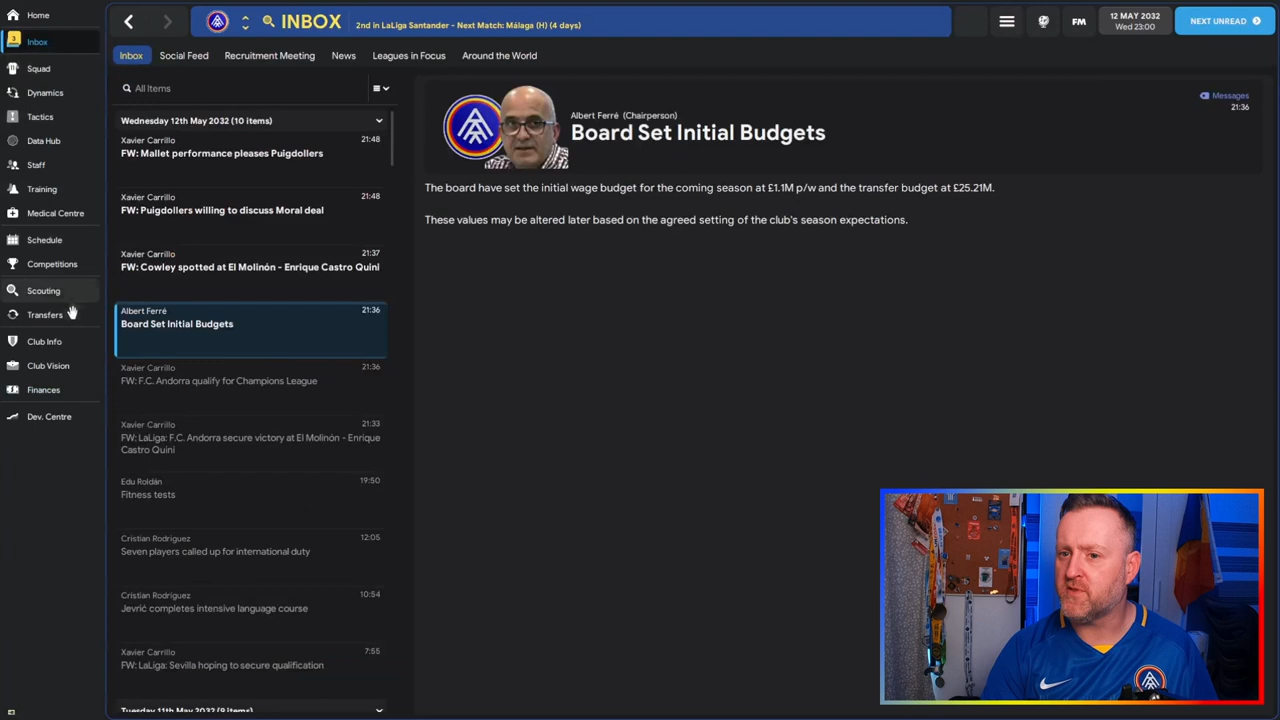 Home
3
Inbox
Squad
Dynamics
Tactics
Data Hub
Staff
Training
Medical Centre
Schedule
Competitions
Scouting
Transfers
Club Info
Club Vision
Finances
Dev. Centre
INBOX
2nd in LaLiga Santander - Next Match: Málaga (H) (4 days)
FM
12 MAY 2032
Wed 23:00
NEXT UNREAD
Inbox
Social Feed
Recruitment Meeting
News
Leagues in Focus
Around the World
All Items
Wednesday 12th May 2032 (10 items)
Xavier Carrillo
21:48
FW: Mallet performance pleases Puigdollers
Xavier Carrillo
21:48
FW: Puigdollers willing to discuss Moral deal
Xavier Carrillo
21:37
FW: Cowley spotted at El Molinón - Enrique Castro Quini
Albert Ferré
21:36
Board Set Initial Budgets
Xavier Carrillo
21:36
FW: F.C. Andorra qualify for Champions League
Xavier Carrillo
21:33
FW: LaLiga: F.C. Andorra secure victory at El Molinón - Enrique
Castro Quini
Edu Roldán
19:50
Fitness tests
Cristian Rodríguez
12:05
Seven players called up for international duty
Cristian Rodríguez
10:54
Jevrić completes intensive language course
Xavier Carrillo
7:55
FW: LaLiga: Sevilla hoping to secure qualification
Tuesday 11th May 2032 (9 items)
Albert Ferré (Chairperson)
Board Set Initial Budgets
Messages
21:36
The board have set the initial wage budget for the coming season at £1.1M p/w and the transfer budget at £25.21M.
These values may be altered later based on the agreed setting of the club's season expectations.